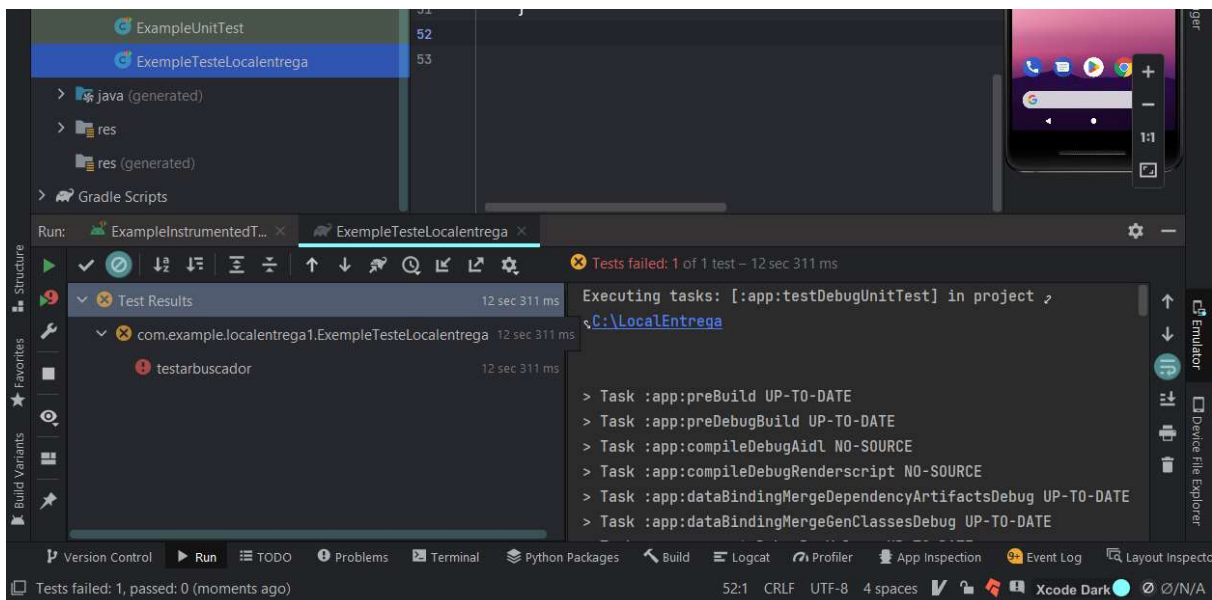 ExampleUnitTest
ExempleTesteLocalentrega
java (generated)
res
res (generated)
Gradle Scripts
52
53
1:1
Run:
ExampleInstrumentedT...
ExempleTesteLocalentrega
Tests failed: 1 of 1 test – 12 sec 311 ms
Test Results 12 sec 311 ms
com.example.localentrega1.ExempleTesteLocalentrega 12 sec 311 ms
testarbuscador 12 sec 311 ms
Executing tasks: [:app:testDebugUnitTest] in project
C:\LocalEntrega
> Task :app:preBuild UP-TO-DATE
> Task :app:preDebugBuild UP-TO-DATE
> Task :app:compileDebugAidl NO-SOURCE
> Task :app:compileDebugRenderscript NO-SOURCE
> Task :app:dataBindingMergeDependencyArtifactsDebug UP-TO-DATE
> Task :app:dataBindingMergeGenClassesDebug UP-TO-DATE
Structure
Favorites
Build Variants
Emulator
Device File Explorer
Version Control Run TODO Problems Terminal Python Packages Build Logcat Profiler App Inspection 9+ Event Log Layout Inspecto
Tests failed: 1, passed: 0 (moments ago)
52:1 CRLF UTF-8 4 spaces Xcode Dark Ø/N/A